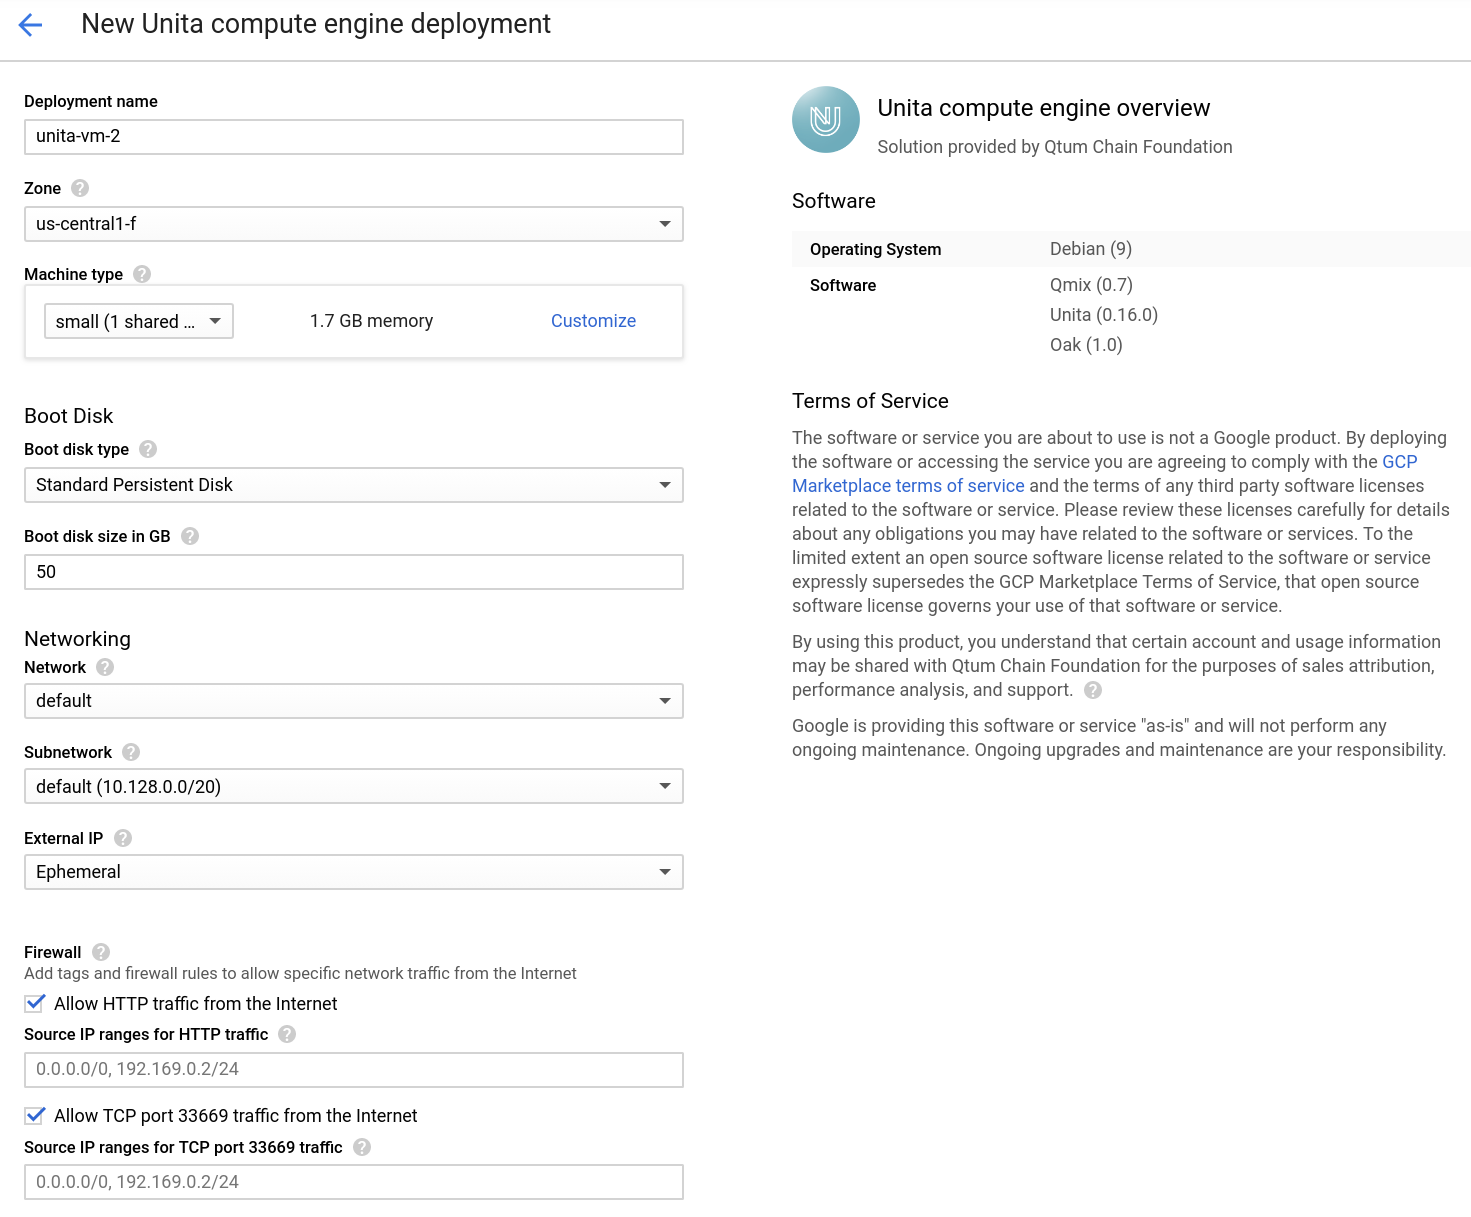 New Unita compute engine deployment
Deployment name
unita-vm-2
Zone
us-central1-f
Machine type
small (1 shared ...
1.7 GB memory
Customize
Boot Disk
Boot disk type
Standard Persistent Disk
Boot disk size in GB
50
Networking
Network
default
Subnetwork
default (10.128.0.0/20)
External IP
Ephemeral
Firewall
Add tags and firewall rules to allow specific network traffic from the Internet
Allow HTTP traffic from the Internet
Source IP ranges for HTTP traffic
0.0.0.0/0, 192.169.0.2/24
Allow TCP port 33669 traffic from the Internet
Source IP ranges for TCP port 33669 traffic
0.0.0.0/0, 192.169.0.2/24
Unita compute engine overview
Solution provided by Qtum Chain Foundation
Software
Operating System
Debian (9)
Software
Qmix (0.7)
Unita (0.16.0)
Oak (1.0)
Terms of Service
The software or service you are about to use is not a Google product. By deploying
the software or accessing the service you are agreeing to comply with the GCP
Marketplace terms of service and the terms of any third party software licenses
related to the software or service. Please review these licenses carefully for details
about any obligations you may have related to the software or services. To the
limited extent an open source software license related to the software or service
expressly supersedes the GCP Marketplace Terms of Service, that open source
software license governs your use of that software or service.
By using this product, you understand that certain account and usage information
may be shared with Qtum Chain Foundation for the purposes of sales attribution,
performance analysis, and support.
Google is providing this software or service "as-is" and will not perform any
ongoing maintenance. Ongoing upgrades and maintenance are your responsibility.